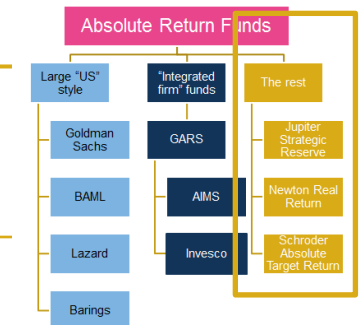 Absolute Return Funds
Large "US"
style
"Integrated
firm" funds
The rest
Goldman
Sachs
GARS
Jupiter
Strategic
Reserve
BAML
AIMS
Newton Real
Return
Lazard
Invesco
Schroder
Absolute
Target Return
Barings